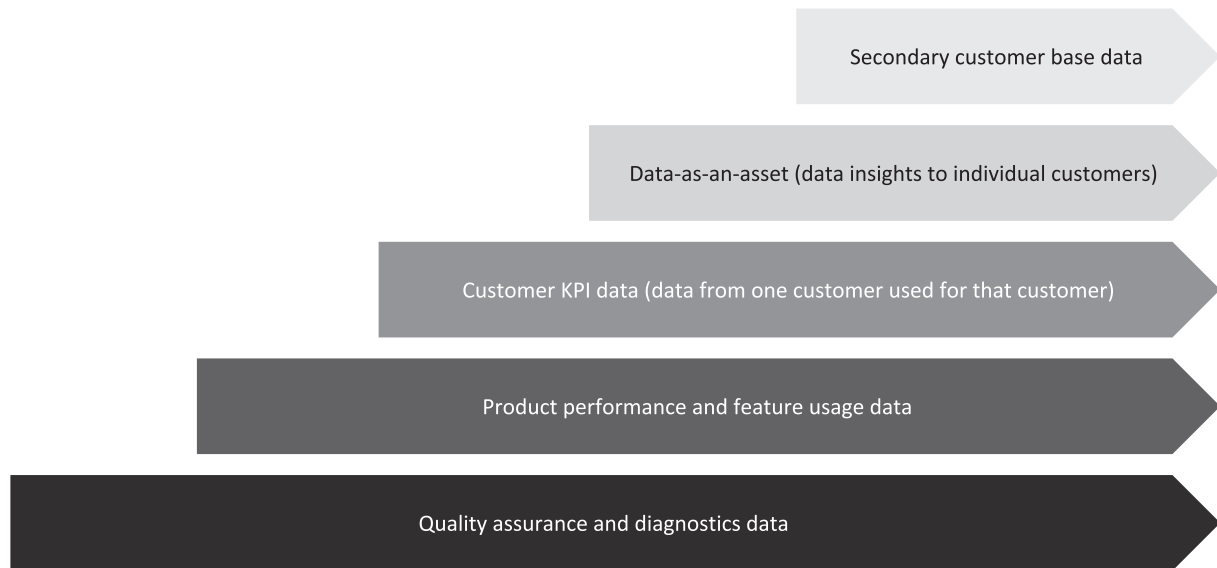 Secondary customer base data
Data-as-an-asset (data insights to individual customers)
Customer KPI data (data from one customer used for that customer)
Product performance and feature usage data
Quality assurance and diagnostics data